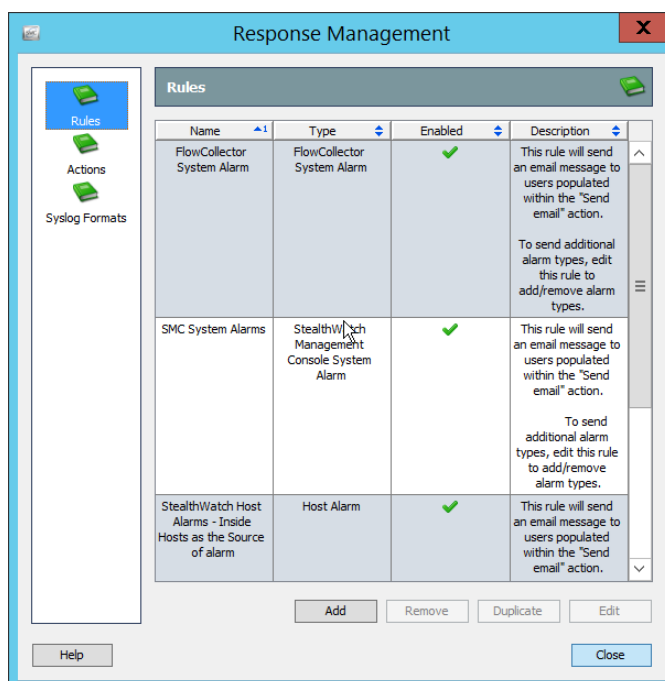 Response Management
X
Rules
Actions
Syslog Formats
Rules
Name 1 Type Enabled Description
FlowCollector
System Alarm
FlowCollector
System Alarm
This rule will send
an email message to
users populated
within the "Send
email" action.
To send additional
alarm types, edit
this rule to
add/remove alarm
types.
SMC System Alarms
StealthWatch
Management
Console System
Alarm
This rule will send
an email message to
users populated
within the "Send
email" action.
To send
additional alarm
types, edit this rule
to add/remove
alarm types.
StealthWatch Host
Alarms - Inside
Hosts as the Source
of alarm
Host Alarm
This rule will send
an email message to
users populated
within the "Send
email" action.
Add Remove Duplicate Edit
Help Close